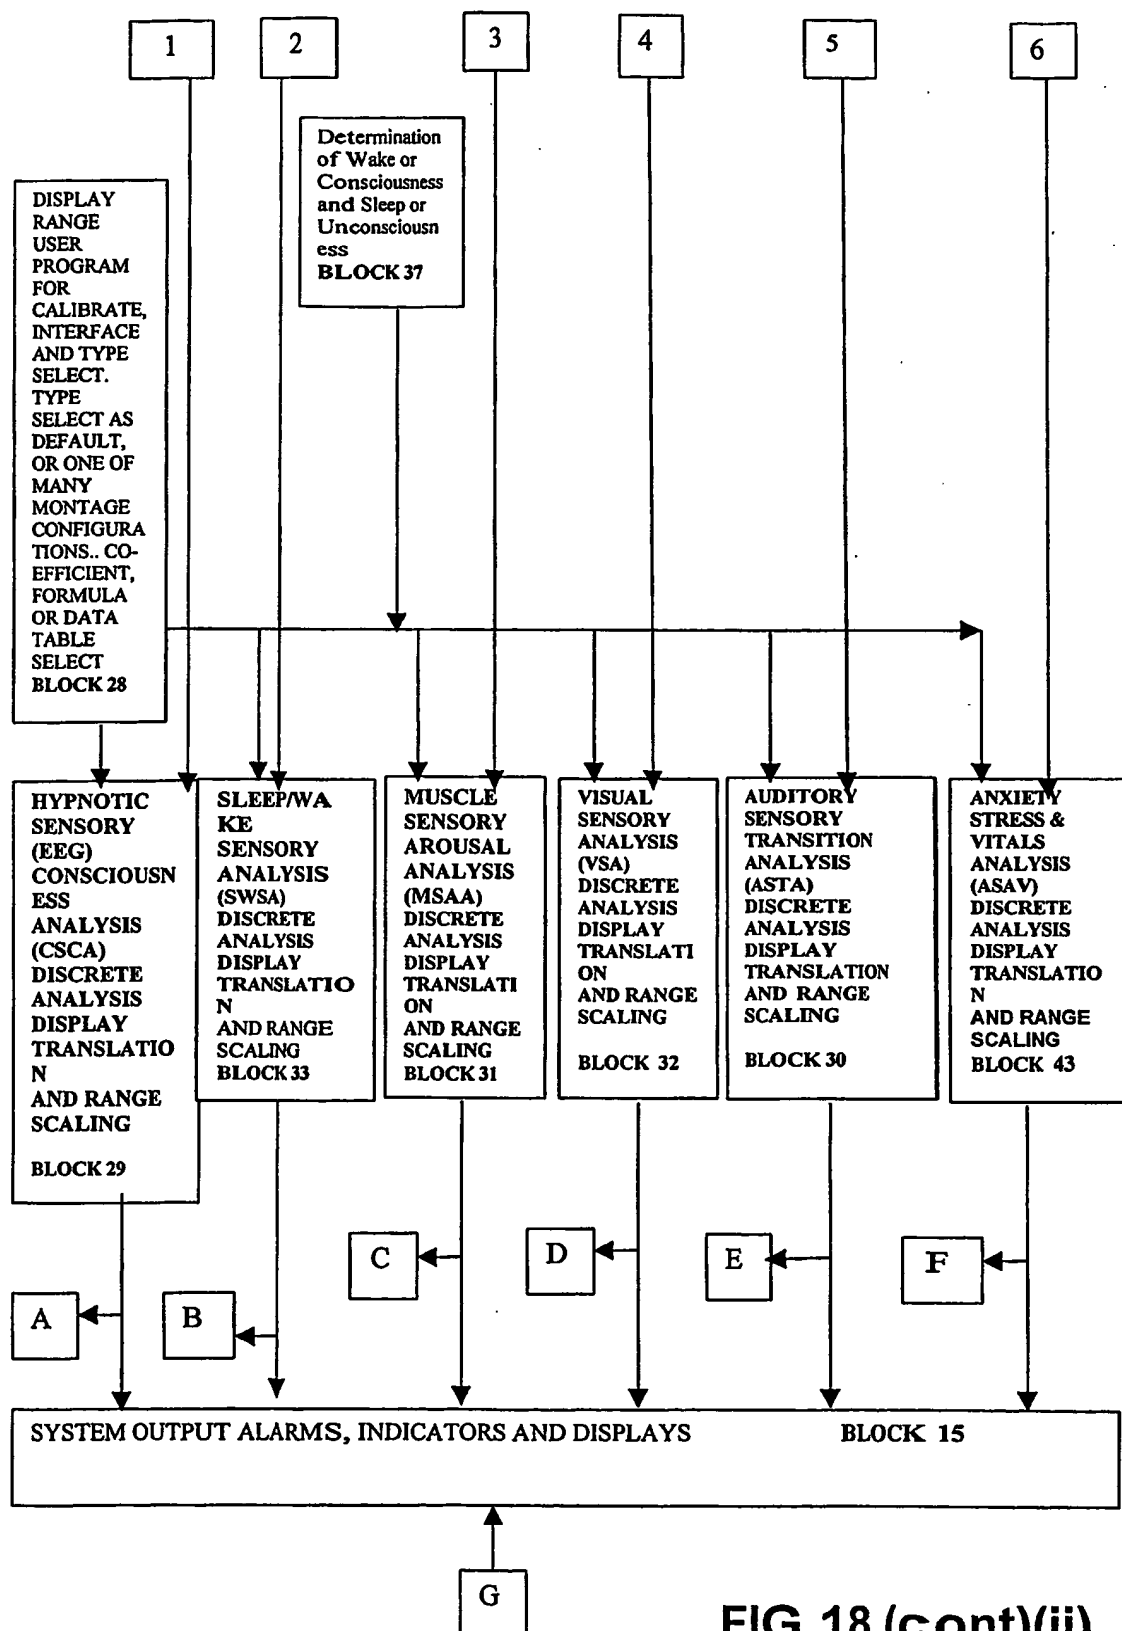 1
2
3
4
5
6
Determination
of Wake or
Consciousness
and Sleep or
Unconsciousn
ess
BLOCK 37
DISPLAY
RANGE
USER
PROGRAM
FOR
CALIBRATE,
INTERFACE
AND TYPE
SELECT.
TYPE
SELECT AS
DEFAULT,
OR ONE OF
MANY
MONTAGE
CONFIGURA
TIONS.. CO-
EFFICIENT,
FORMULA
OR DATA
TABLE
SELECT
BLOCK 28
HYPNOTIC
SENSORY
(EEG)
CONSCIOUSN
ESS
ANALYSIS
(CSCA)
DISCRETE
ANALYSIS
DISPLAY
TRANSLATIO
N
AND RANGE
SCALING
BLOCK 29
SLEEP/WA
KE
SENSORY
ANALYSIS
(SWSA)
DISCRETE
ANALYSIS
DISPLAY
TRANSLATIO
N
AND RANGE
SCALING
BLOCK 33
MUSCLE
SENSORY
AROUSAL
ANALYSIS
(MSAA)
DISCRETE
ANALYSIS
DISPLAY
TRANSLATI
ON
AND RANGE
SCALING
BLOCK 31
VISUAL
SENSORY
ANALYSIS
(VSA)
DISCRETE
ANALYSIS
DISPLAY
TRANSLATI
ON
AND RANGE
SCALING
BLOCK 32
AUDITORY
SENSORY
TRANSITION
ANALYSIS
(ASTA)
DISCRETE
ANALYSIS
DISPLAY
TRANSLATION
AND RANGE
SCALING
BLOCK 30
ANXIETY
STRESS &
VITALS
ANALYSIS
(ASAV)
DISCRETE
ANALYSIS
DISPLAY
TRANSLATIO
N
AND RANGE
SCALING
BLOCK 43
A
B
C
D
E
F
SYSTEM OUTPUT ALARMS, INDICATORS AND DISPLAYS BLOCK 15
G
FIG 18 (cont)(ii)